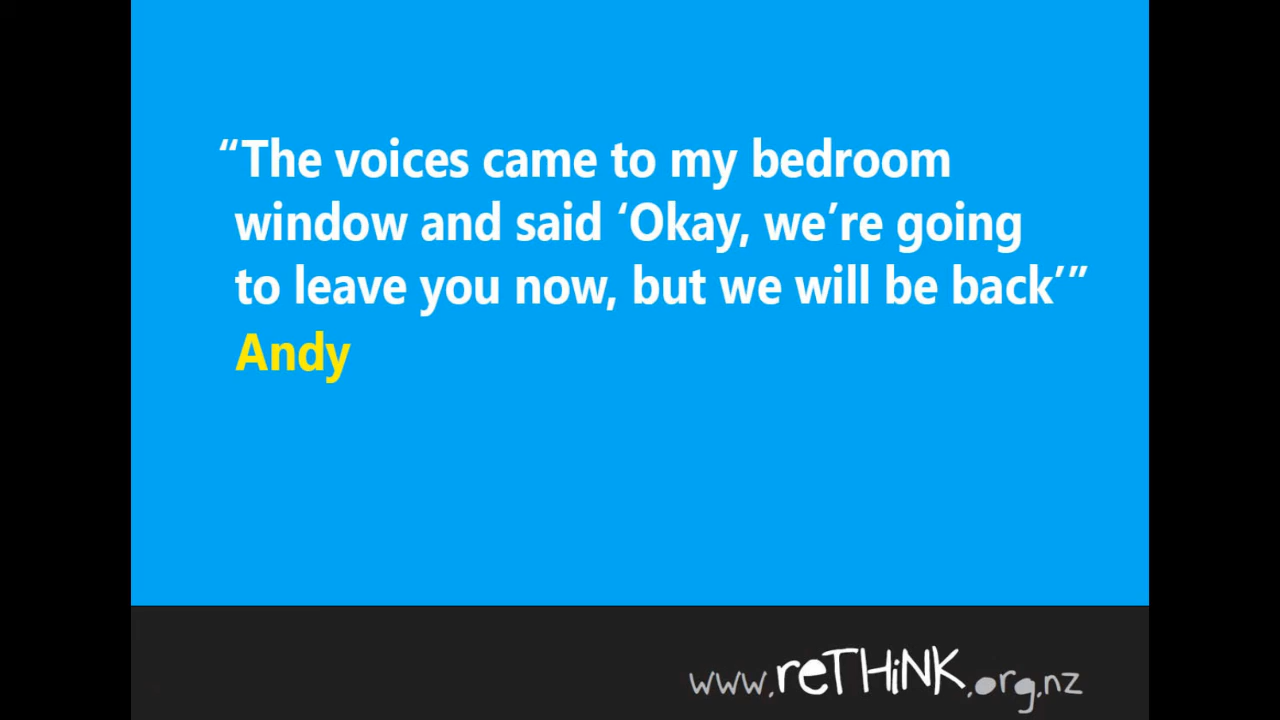 “The voices came to my bedroom
window and said ‘Okay, we’re going
to leave you now, but we will be back’”
Andy
www.reTHiNK.org.nz